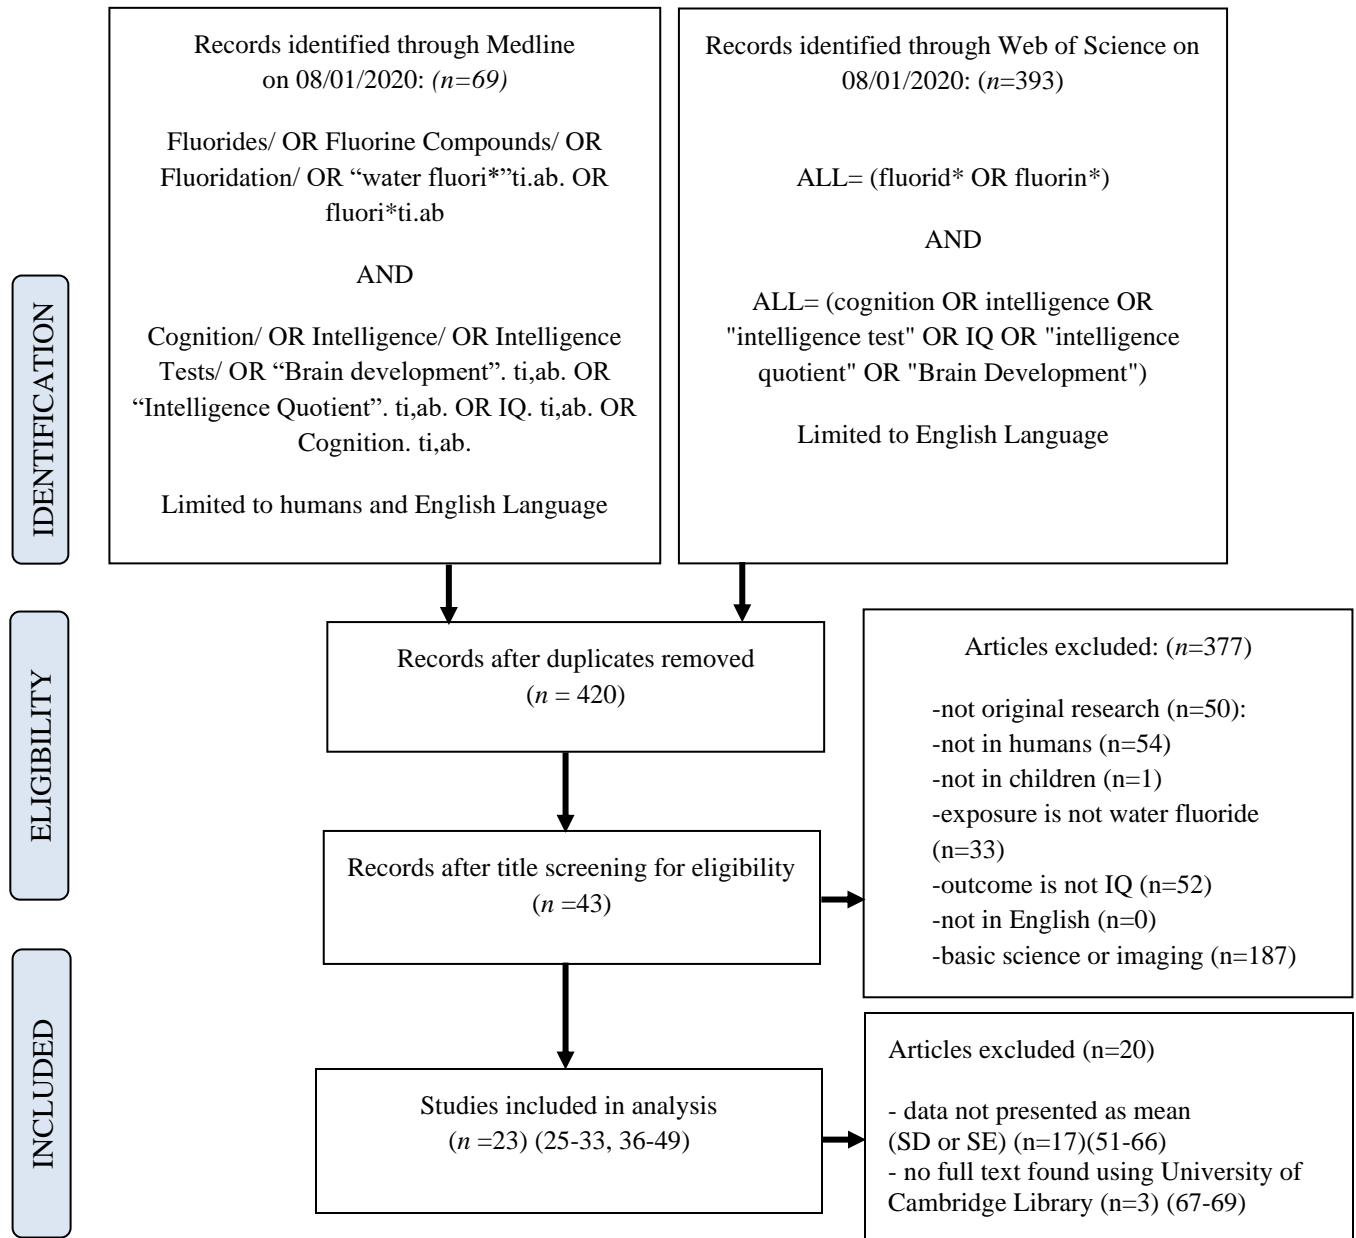 Records identified through Medline
on 08/01/2020: (n=69)
Fluorides/ OR Fluorine Compounds/ OR
Fluoridation/ OR “water fluori*”ti.ab. OR
fluori*ti.ab
AND
Cognition/ OR Intelligence/ OR Intelligence
Tests/ OR “Brain development”. ti,ab. OR
“Intelligence Quotient”. ti,ab. OR IQ. ti,ab. OR
Cognition. ti,ab.
Limited to humans and English Language
Records identified through Web of Science on
08/01/2020: (n=393)
ALL= (fluorid* OR fluorin*)
AND
ALL= (cognition OR intelligence OR
"intelligence test" OR IQ OR "intelligence
quotient" OR "Brain Development")
Limited to English Language
IDENTIFICATION
ELIGIBILITY
Records after duplicates removed
(n = 420)
Articles excluded: (n=377)
-not original research (n=50):
-not in humans (n=54)
-not in children (n=1)
-exposure is not water fluoride
(n=33)
-outcome is not IQ (n=52)
-not in English (n=0)
-basic science or imaging (n=187)
Records after title screening for eligibility
(n =43)
INCLUDED
Studies included in analysis
(n =23) (25-33, 36-49)
Articles excluded (n=20)
- data not presented as mean
(SD or SE) (n=17)(51-66)
- no full text found using University of
Cambridge Library (n=3) (67-69)